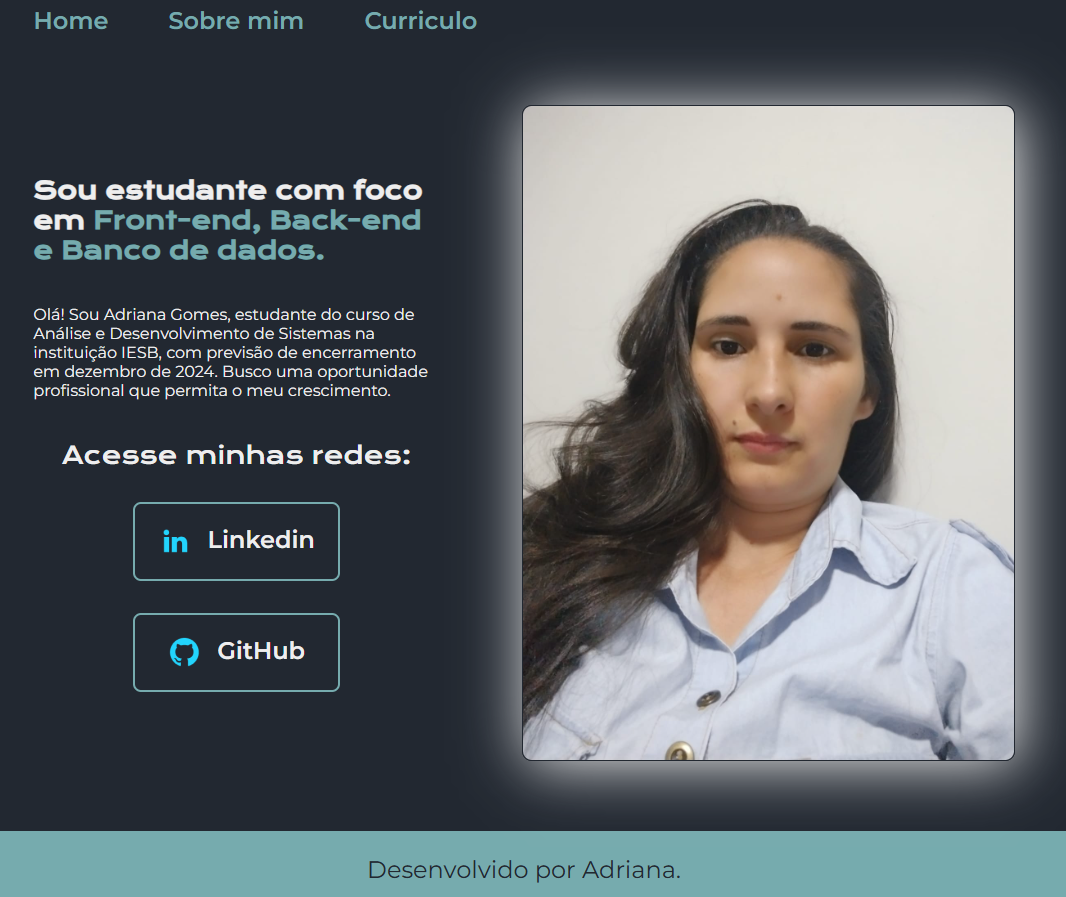 Home Sobre mim Curriculo
Sou estudante com foco
em Front-end, Back-end
e Banco de dados.
Olá! Sou Adriana Gomes, estudante do curso de
Análise e Desenvolvimento de Sistemas na
instituição IESB, com previsão de encerramento
em dezembro de 2024. Busco uma oportunidade
profissional que permita o meu crescimento.
Acesse minhas redes:
in Linkedin
GitHub
Desenvolvido por Adriana.